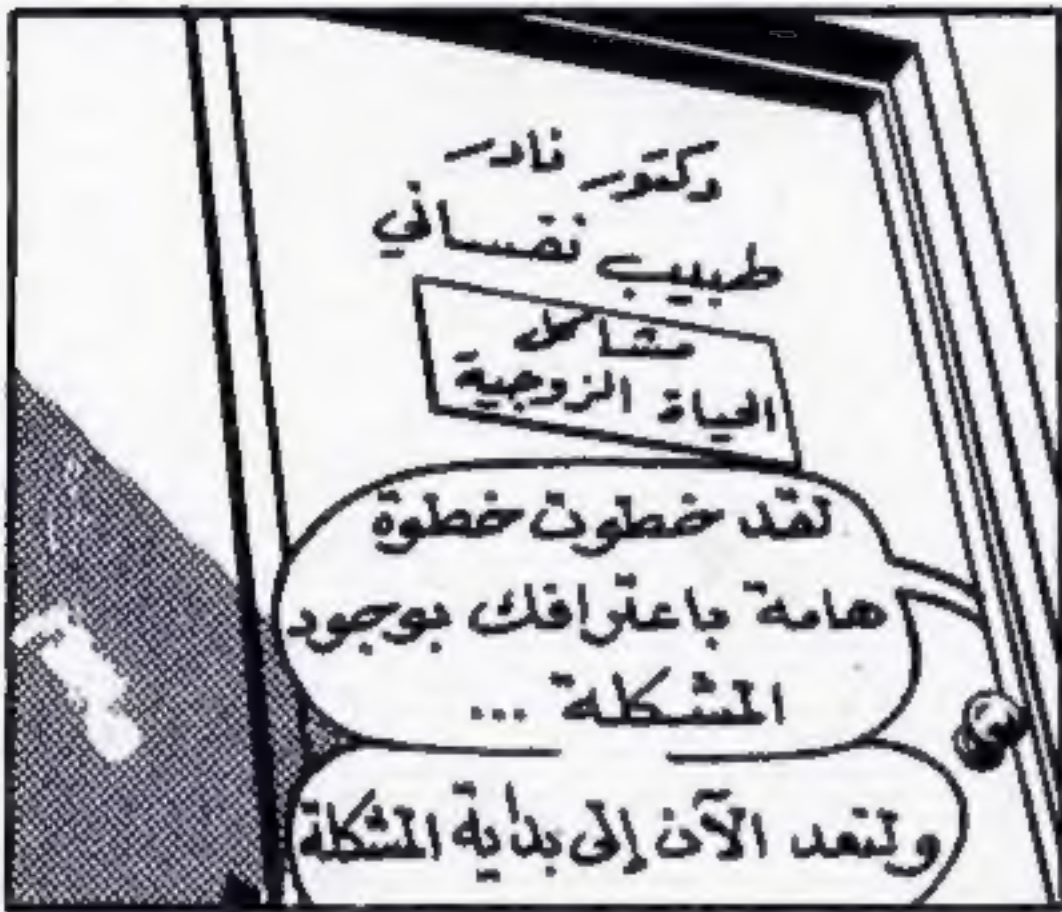 دكتور نادر
طبيب نفساني
مشاكل
الحياة الزوجية
لقد خطوت خطوة
هامة باعترافك بوجود
المشكلة ...
ولنعد الآن إلى بداية المشكلة